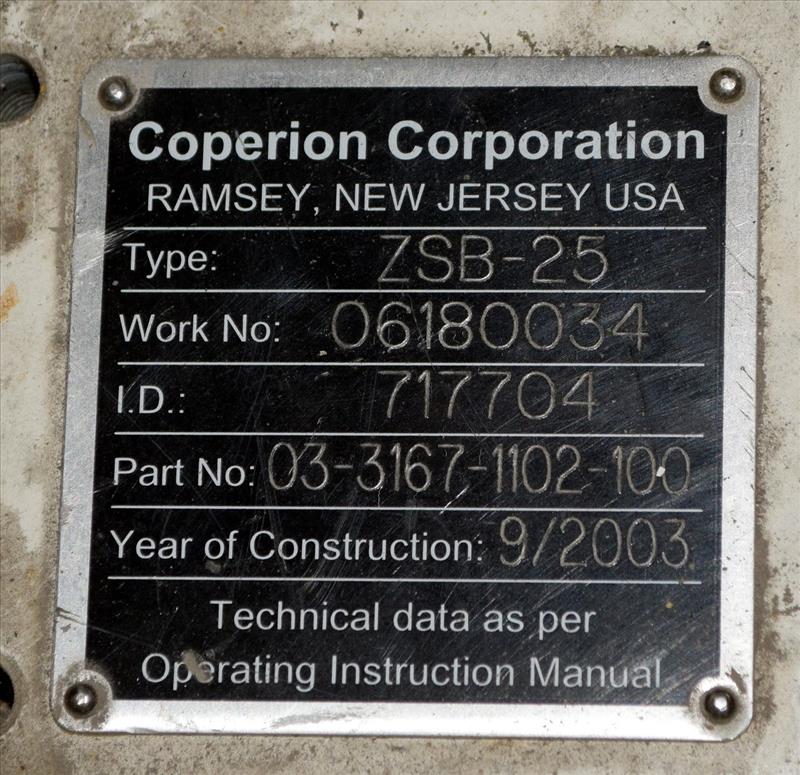 Coperion Corporation
RAMSEY, NEW JERSEY USA
Type: ZSB-25
Work No: 06180034
I.D.: 717704
Part No: 03-3167-1102-100
Year of Construction: 9/2003
Technical data as per
Operating Instruction Manual